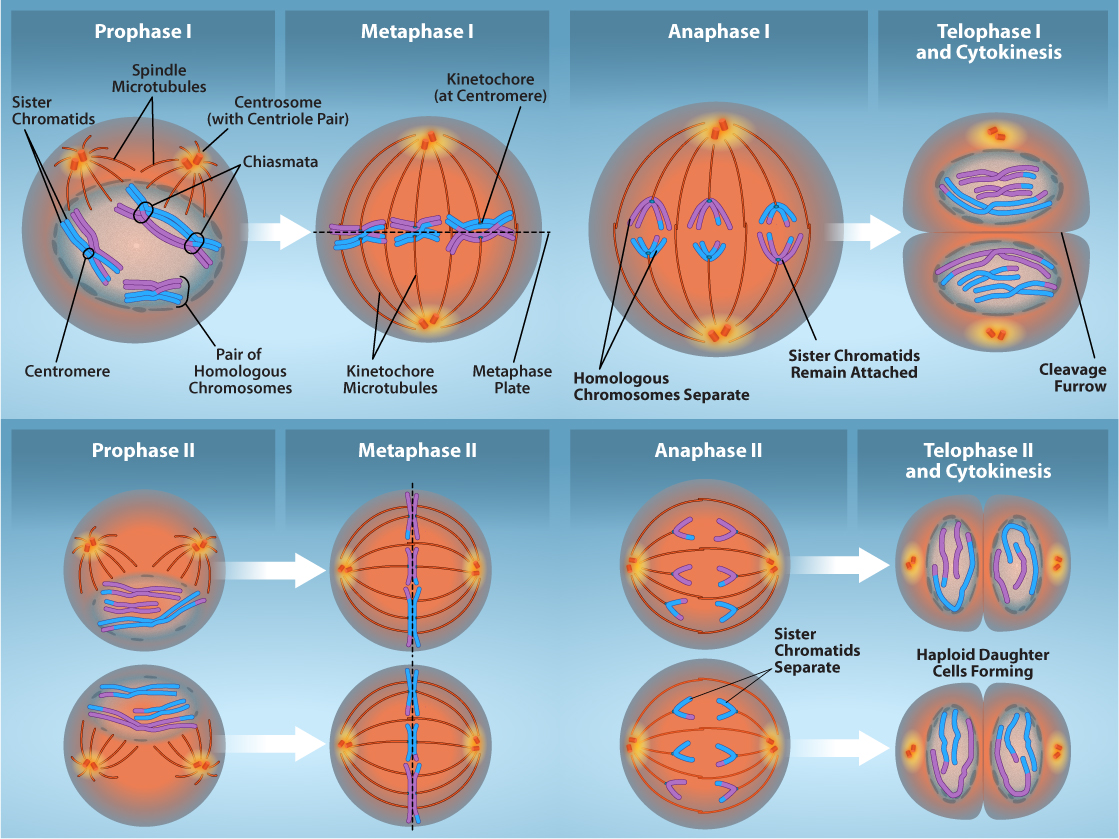 Prophase I
Metaphase I
Anaphase I
Telophase I
and Cytokinesis
Spindle
Microtubules
Sister
Chromatids
Centrosome
(with Centriole Pair)
Chiasmata
Kinetochore
(at Centromere)
Centromere
Pair of
Homologous
Chromosomes
Kinetochore
Microtubules
Metaphase
Plate
Homologous
Chromosomes Separate
Sister Chromatids
Remain Attached
Cleavage
Furrow
Prophase II
Metaphase II
Anaphase II
Telophase II
and Cytokinesis
Sister
Chromatids
Separate
Haploid Daughter
Cells Forming